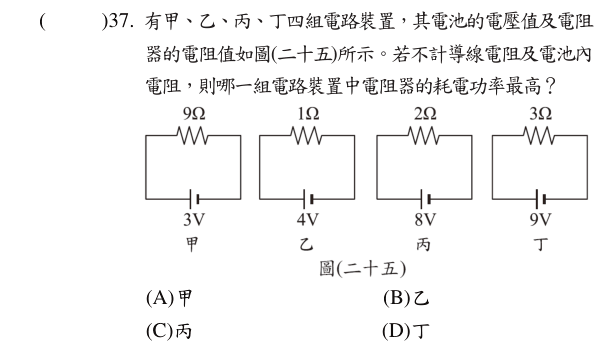 (　　)37. 有甲、乙、丙、丁四組電路裝置，其電池的電壓值及電阻
器的電阻值如圖(二十五)所示。若不計導線電阻及電池內
電阻，則哪一組電路裝置中電阻器的耗電功率最高？
9Ω 1Ω 2Ω 3Ω
3V 4V 8V 9V
甲 乙 丙 丁
圖(二十五)
(A)甲 (B)乙
(C)丙 (D)丁